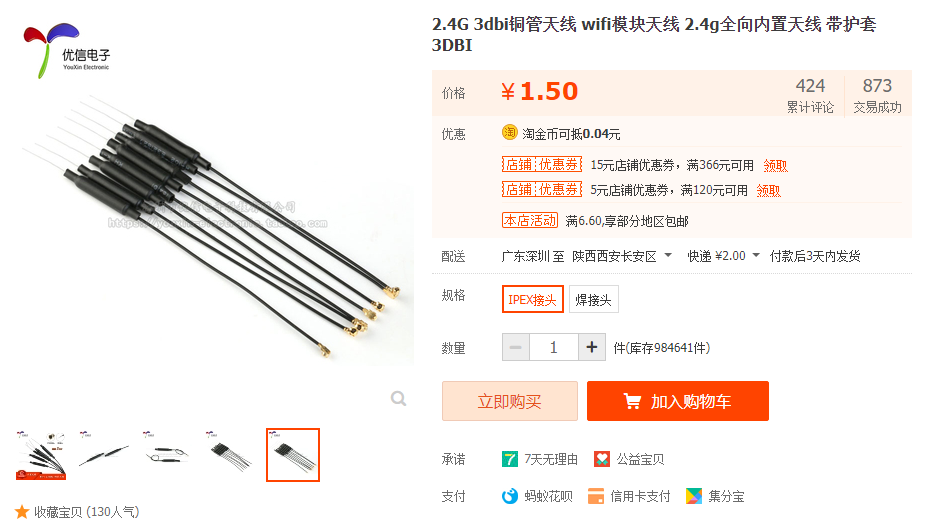 优信电子
YouXin Electronic
2.4G 3dbi铜管天线 wifi模块天线 2.4g全向内置天线 带护套
3DBI
价格
¥1.50
424
累计评论
873
交易成功
优惠
淘 淘金币可抵0.04元
店铺 优惠券 15元店铺优惠券，满366元可用 领取
店铺 优惠券 5元店铺优惠券，满120元可用 领取
本店活动 满6.60,享部分地区包邮
配送 广东深圳 至 陕西西安长安区 快递 ¥2.00 付款后3天内发货
规格 IPEX接头 焊接头
数量 1 件(库存984641件)
立即购买 加入购物车
承诺 7天无理由 公益宝贝
支付 蚂蚁花呗 信用卡支付 集分宝
收藏宝贝 (130人气)